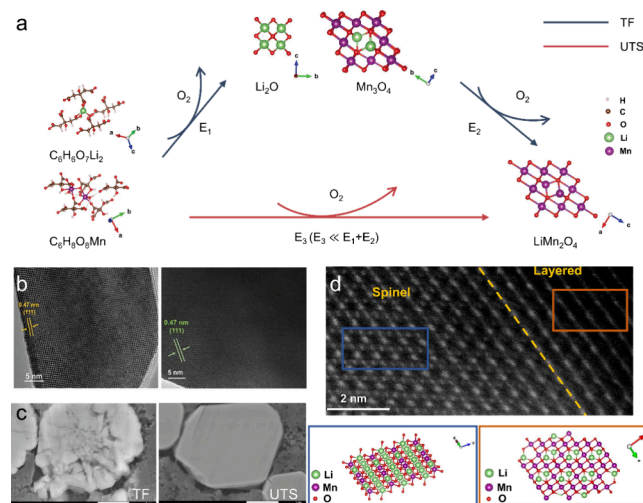 a
TF
UTS
O2
Li2O
Mn3O4
O2
E1
E2
C6H6O7Li2
C6H8O8Mn
O2
E3 (E3 ≪ E1+E2)
LiMn2O4
H
C
O
Li
Mn
a
b
c
a
c
b
c
b
c
b
a
b
0.47 nm
(111)
5 nm
0.47 nm
(111)
5 nm
c
TF
UTS
d
Spinel
Layered
2 nm
Li
Mn
O
Li
Mn
O